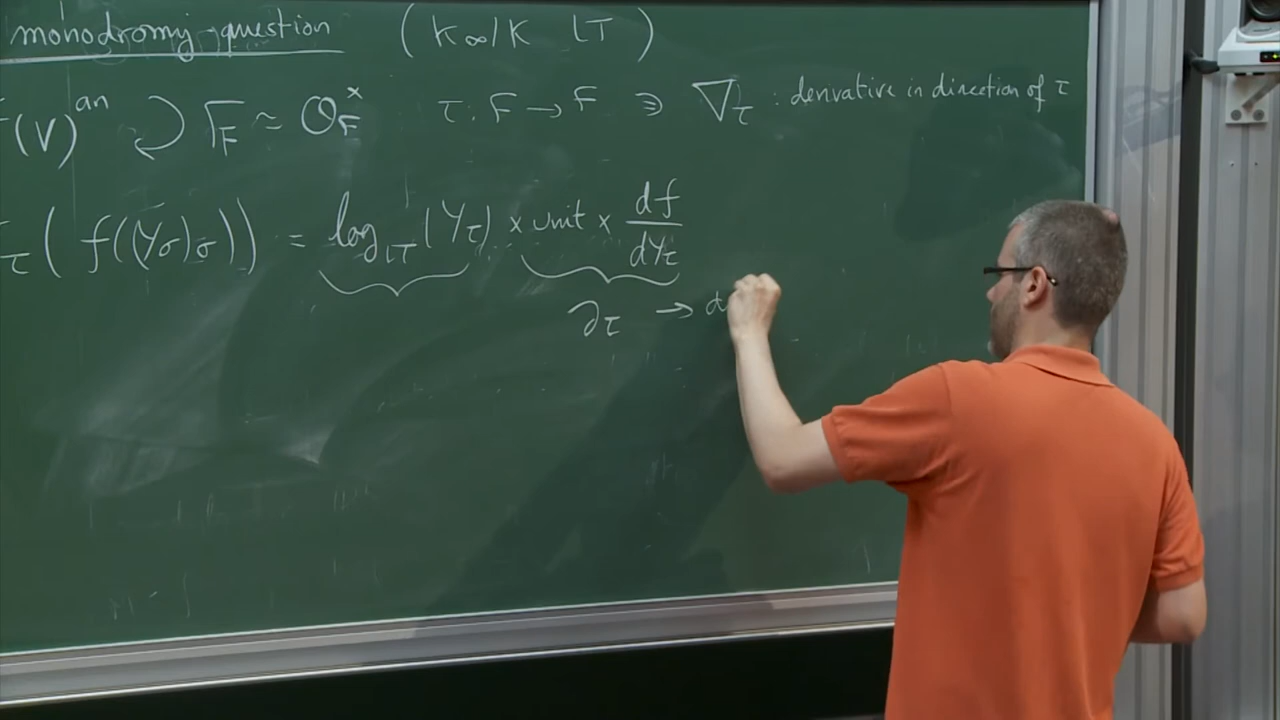 monodromy question (K∞/K LT)
(V)^an ⤸ Γ_F ≈ O_F^× τ : F → F ∋ ∇_τ : derivative in direction of τ
_τ ( f((Y_σ)_σ)) = log_LT (Y_τ) × unit × df/dY_τ
∂_τ → d